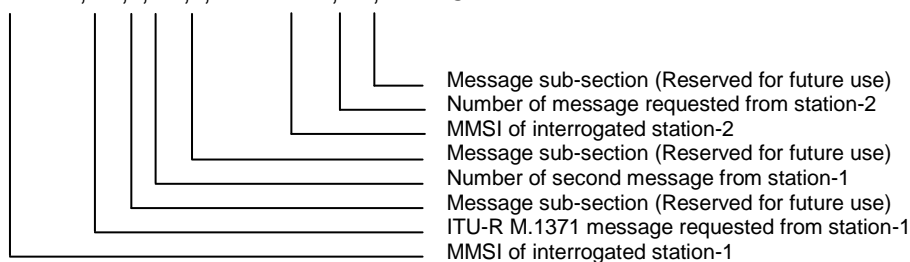 Message sub-section (Reserved for future use)
Number of message requested from station-2
MMSI of interrogated station-2
Message sub-section (Reserved for future use)
Number of second message from station-1
Message sub-section (Reserved for future use)
ITU-R M.1371 message requested from station-1
MMSI of interrogated station-1